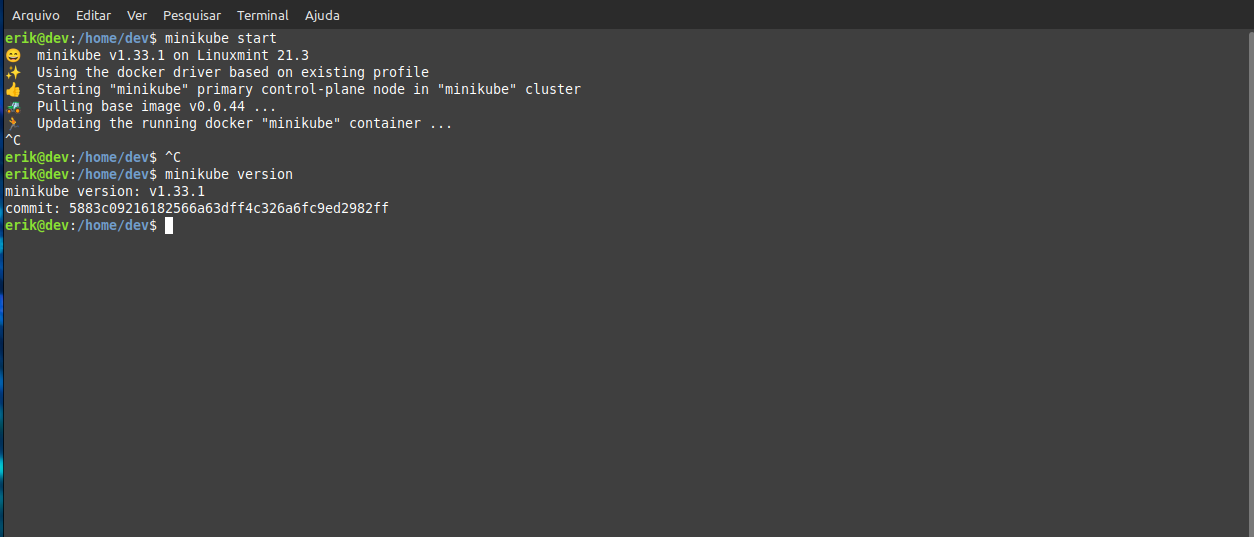 Arquivo Editar Ver Pesquisar Terminal Ajuda
erik@dev:/home/dev$ minikube start
😄  minikube v1.33.1 on Linuxmint 21.3
✨  Using the docker driver based on existing profile
👍  Starting "minikube" primary control-plane node in "minikube" cluster
🚜  Pulling base image v0.0.44 ...
🏃  Updating the running docker "minikube" container ...
^C
erik@dev:/home/dev$ ^C
erik@dev:/home/dev$ minikube version
minikube version: v1.33.1
commit: 5883c09216182566a63dff4c326a6fc9ed2982ff
erik@dev:/home/dev$